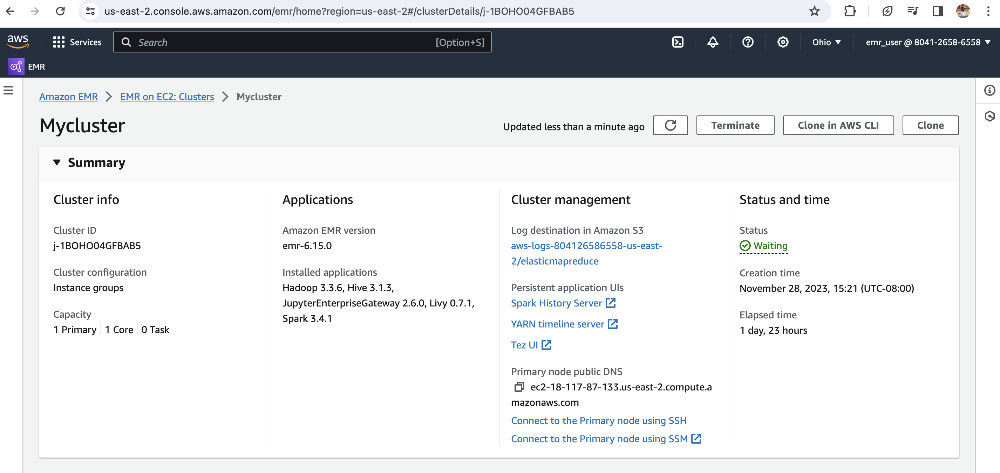 us-east-2.console.aws.amazon.com/emr/home?region=us-east-2#/clusterDetails/j-1BOHO04GFBAB5
aws
Services
Search
[Option+S]
Ohio
emr_user @ 8041-2658-6558
EMR
Amazon EMR
EMR on EC2: Clusters
Mycluster
Mycluster
Updated less than a minute ago
Terminate
Clone in AWS CLI
Clone
Summary
Cluster info
Cluster ID
j-1BOHO04GFBAB5
Cluster configuration
Instance groups
Capacity
1 Primary 1 Core 0 Task
Applications
Amazon EMR version
emr-6.15.0
Installed applications
Hadoop 3.3.6, Hive 3.1.3,
JupyterEnterpriseGateway 2.6.0, Livy 0.7.1,
Spark 3.4.1
Cluster management
Log destination in Amazon S3
aws-logs-804126586558-us-east-
2/elasticmapreduce
Persistent application UIs
Spark History Server
YARN timeline server
Tez UI
Primary node public DNS
ec2-18-117-87-133.us-east-2.compute.a
mazonaws.com
Connect to the Primary node using SSH
Connect to the Primary node using SSM
Status and time
Status
Waiting
Creation time
November 28, 2023, 15:21 (UTC-08:00)
Elapsed time
1 day, 23 hours